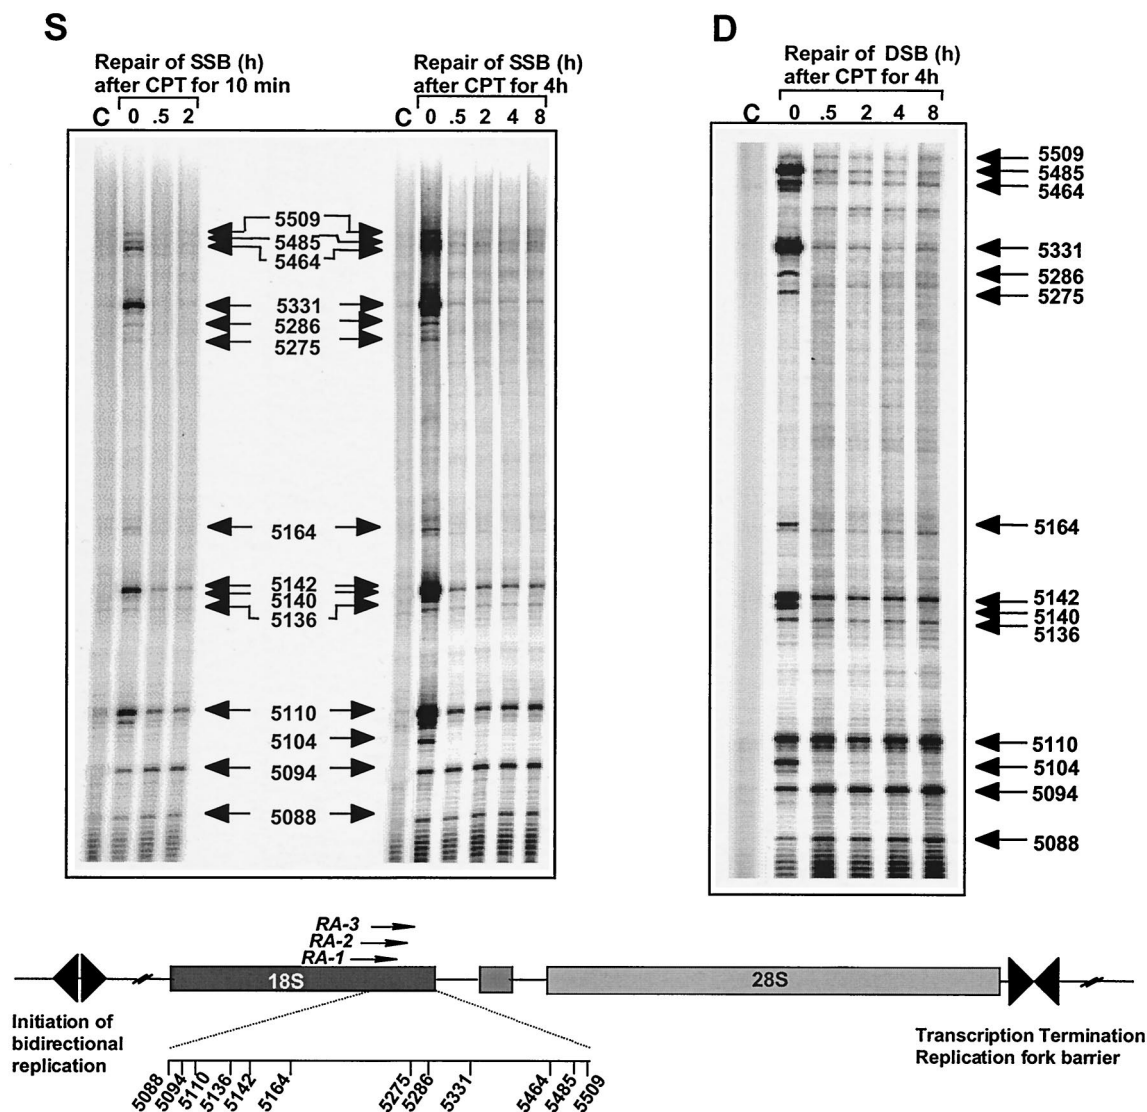 S
Repair of SSB (h)
after CPT for 10 min
C 0 .5 2
Repair of SSB (h)
after CPT for 4h
C 0 .5 2 4 8
5509
5485
5464
5331
5286
5275
5164
5142
5140
5136
5110
5104
5094
5088
D
Repair of DSB (h)
after CPT for 4h
C 0 .5 2 4 8
5509
5485
5464
5331
5286
5275
5164
5142
5140
5136
5110
5104
5094
5088
RA-3
RA-2
RA-1
18S
28S
Initiation of
bidirectional
replication
Transcription Termination
Replication fork barrier
5088
5094
5110
5136
5142
5164
5275
5286
5331
5464
5485
5509